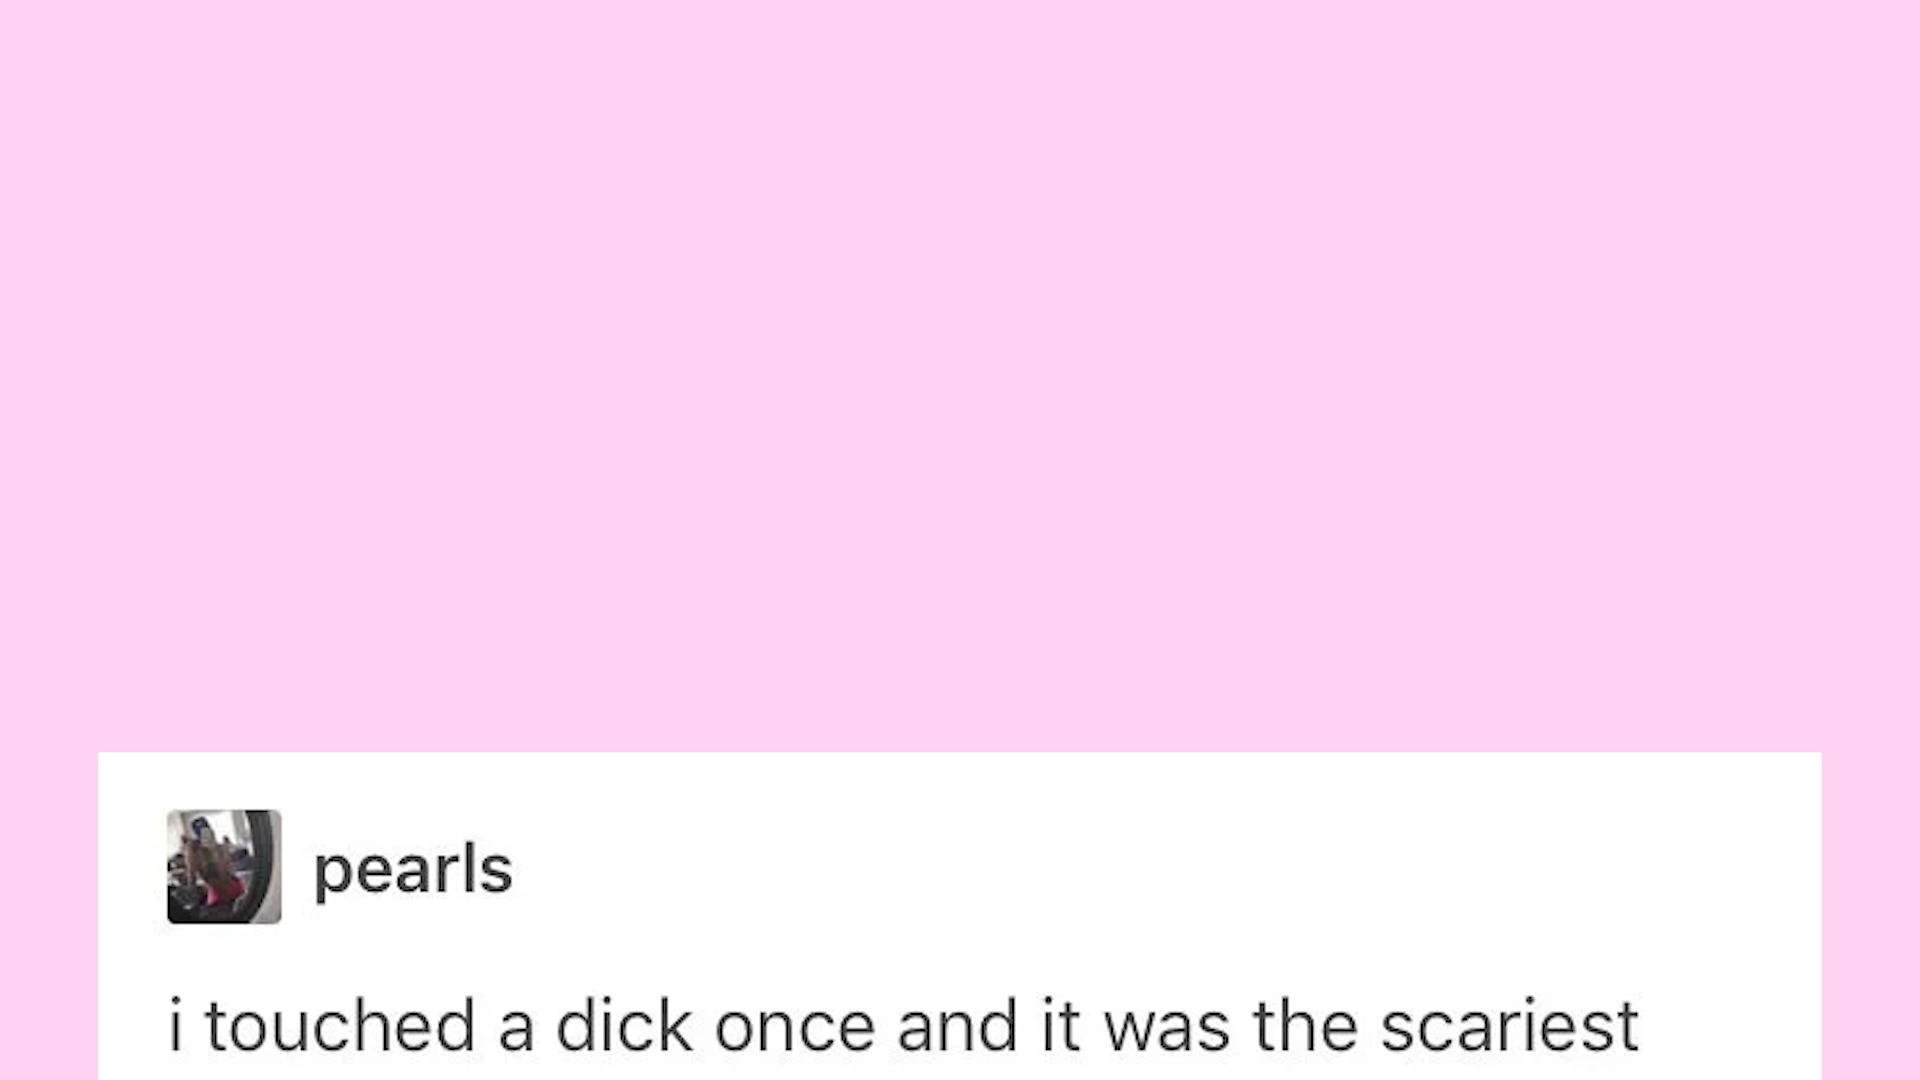 pearls
i touched a dick once and it was the scariest